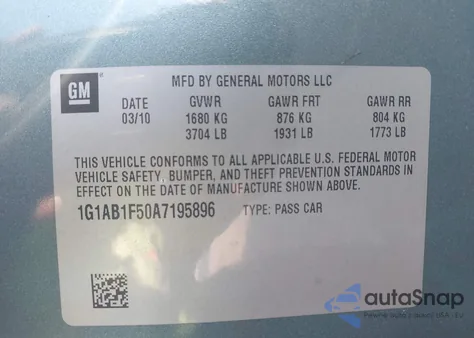 GM
MFD BY GENERAL MOTORS LLC
DATE GVWR GAWR FRT GAWR RR
03/10 1680 KG 876 KG 804 KG
3704 LB 1931 LB 1773 LB
THIS VEHICLE CONFORMS TO ALL APPLICABLE U.S. FEDERAL MOTOR
VEHICLE SAFETY, BUMPER, AND THEFT PREVENTION STANDARDS IN
EFFECT ON THE DATE OF MANUFACTURE SHOWN ABOVE.
1G1AB1F50A7195896 TYPE: PASS CAR
autoSnap